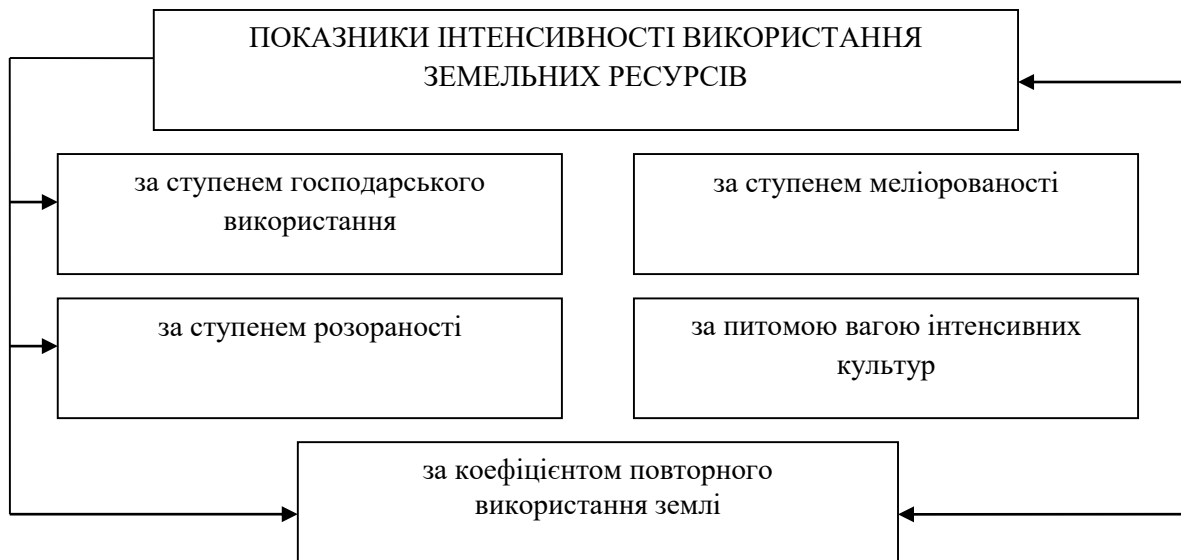 ПОКАЗНИКИ ІНТЕНСИВНОСТІ ВИКОРИСТАННЯ
ЗЕМЕЛЬНИХ РЕСУРСІВ
за ступенем господарського
використання
за ступенем меліорованості
за ступенем розораності
за питомою вагою інтенсивних
культур
за коефіцієнтом повторного
використання землі